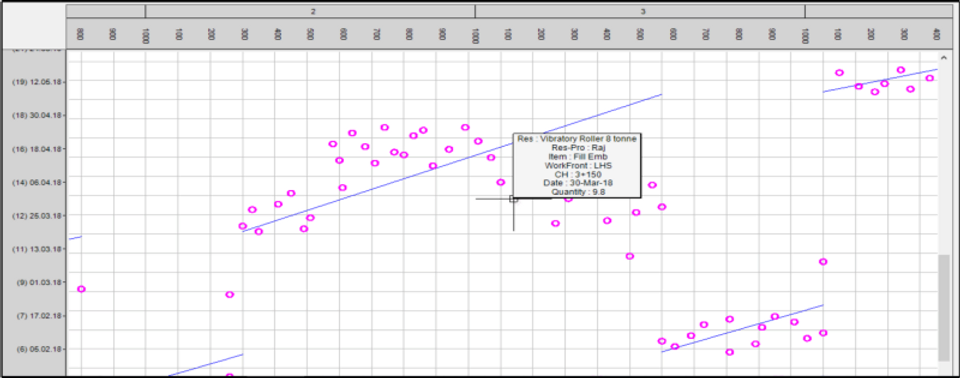 2 3
800 900 1000 100 200 300 400 500 600 700 800 900 1000 100 200 300 400 500 600 700 800 900 1000 100 200 300 400
(19) 12.05.18
(18) 30.04.18
Res : Vibratory Roller 8 tonne
Res-Pro : Raj
(16) 18.04.18
Item : Fill Emb
WorkFront : LHS
CH : 3+150
(14) 06.04.18
Date : 30-Mar-18
Quantity : 9.8
(12) 25.03.18
(11) 13.03.18
(9) 01.03.18
(7) 17.02.18
(6) 05.02.18